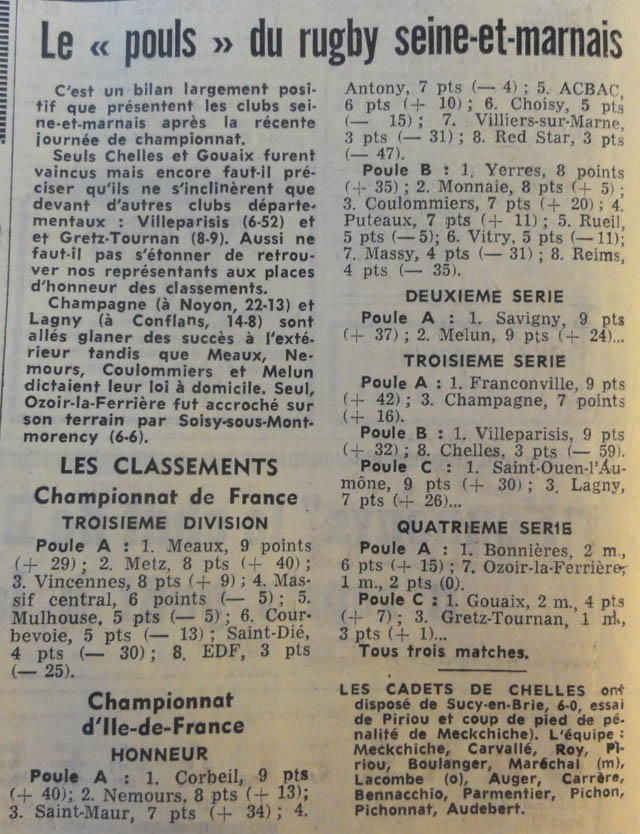 Le « pouls » du rugby seine-et-marnais
C'est un bilan largement posi-
tif que présentent les clubs sei-
ne-et-marnais après la récente
journée de championnat.
Seuls Chelles et Gouaix furent
vaincus mais encore faut-il pré-
ciser qu'ils ne s'inclinèrent que
devant d'autres clubs départe-
mentaux : Villeparisis (6-52) et
et Gretz-Tournan (8-9). Aussi ne
faut-il pas s'étonner de retrou-
ver nos représentants aux places
d'honneur des classements.
Champagne (à Noyon, 22-13) et
Lagny (à Conflans, 14-8) sont
allés glaner des succès à l'exté-
rieur tandis que Meaux, Ne-
mours, Coulommiers et Melun
dictaient leur loi à domicile. Seul,
Ozoir-la-Ferrière fut accroché sur
son terrain par Soisy-sous-Mont-
morency (6-6).
LES CLASSEMENTS
Championnat de France
TROISIEME DIVISION
Poule A : 1. Meaux, 9 points
(+ 29) ; 2. Metz, 8 pts (+ 40) ;
3. Vincennes, 8 pts (+ 9) ; 4. Mas-
sif central, 6 points (— 5) ; 5.
Mulhouse, 5 pts (— 5) ; 6. Cour-
bevoie, 5 pts (— 13) ; Saint-Dié,
4 pts (— 30) ; 8. EDF, 3 pts
(— 25).
Championnat
d'Ile-de-France
HONNEUR
Poule A : 1. Corbeil, 9 pts
(+ 40); 2. Nemours, 8 pts (+ 13);
3. Saint-Maur, 7 pts (+ 34) ; 4.
Antony, 7 pts (— 4) ; 5. ACBAC,
6 pts (+ 10) ; 6. Choisy, 5 pts
(— 15) ; 7. Villiers-sur-Marne,
3 pts (— 31) ; 8. Red Star, 3 pts
(— 47).
Poule B : 1. Yerres, 8 points
(+ 35) ; 2. Monnaie, 8 pts (+ 5) ;
3. Coulommiers, 7 pts (+ 20) ; 4.
Puteaux, 7 pts (+ 11) ; 5. Rueil,
5 pts (— 5); 6. Vitry, 5 pts (—11);
7. Massy, 4 pts (— 31) ; 8. Reims,
4 pts (— 35).
DEUXIEME SERIE
Poule A : 1. Savigny, 9 pts
(+ 37) ; 2. Melun, 9 pts (+ 24)...
TROISIEME SERIE
Poule A : 1. Franconville, 9 pts
(+ 42) ; 3. Champagne, 7 points
(+ 16).
Poule B : 1. Villeparisis, 9 pts
(+ 32) ; 8. Chelles, 3 pts (— 59).
Poule C : 1. Saint-Ouen-l'Au-
mône, 9 pts (+ 30) ; 3. Lagny,
7 pts (+ 26)...
QUATRIEME SERIE
Poule A : 1. Bonnières, 2 m.,
6 pts (+ 15) ; 7. Ozoir-la-Ferrière,
1 m., 2 pts (0).
Poule C : 1. Gouaix, 2 m., 4 pts
(+ 7) ; 3. Gretz-Tournan, 1 m.,
3 pts (+ 1)...
Tous trois matches.
LES CADETS DE CHELLES ont
disposé de Sucy-en-Brie, 6-0, essai
de Piriou et coup de pied de pé-
nalité de Meckchiche). L'équipe :
Meckchiche, Carvallé, Roy, Pi-
riou, Boulanger, Maréchal (m),
Lacombe (o), Auger, Carrère,
Bennacchio, Parmentier, Pichon,
Pichonnat, Audebert.